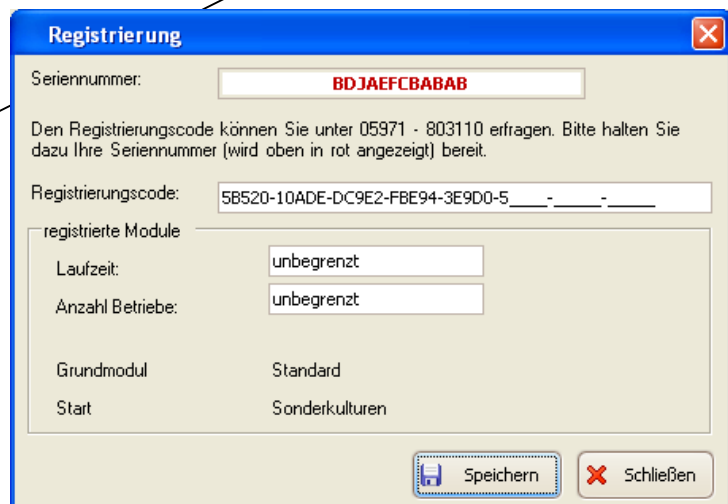 Registrierung
Seriennummer: BDJAEFCBABAB
Den Registrierungscode können Sie unter 05971 - 803110 erfragen. Bitte halten Sie
dazu Ihre Seriennummer (wird oben in rot angezeigt) bereit.
Registrierungscode: 5B520-10ADE-DC9E2-FBE94-3E9D0-5____-_____-_____
registrierte Module
Laufzeit: unbegrenzt
Anzahl Betriebe: unbegrenzt
Grundmodul Standard
Start Sonderkulturen
Speichern Schließen